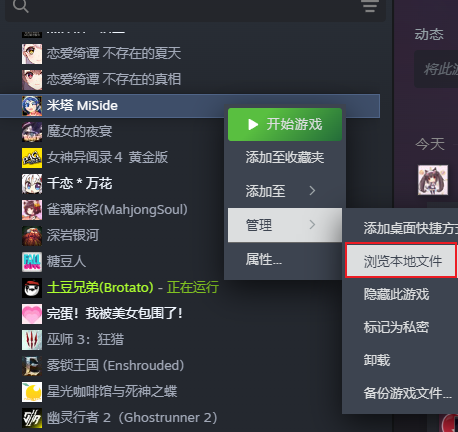 恋爱绮谭 不存在的夏天
恋爱绮谭 不存在的真相
米塔 MiSide
魔女的夜宴
女神异闻录 4 黄金版
千恋 * 万花
雀魂麻将(MahjongSoul)
深岩银河
糖豆人
土豆兄弟(Brotato) - 正在运行
完蛋！我被美女包围了！
巫师 3：狂猎
雾锁王国 (Enshrouded)
星光咖啡馆与死神之蝶
幽灵行者 2（Ghostrunner 2）
开始游戏
添加至收藏夹
添加至
管理
属性...
添加桌面快捷方
浏览本地文件
隐藏此游戏
标记为私密
卸载
备份游戏文件...
动态
将此
今天